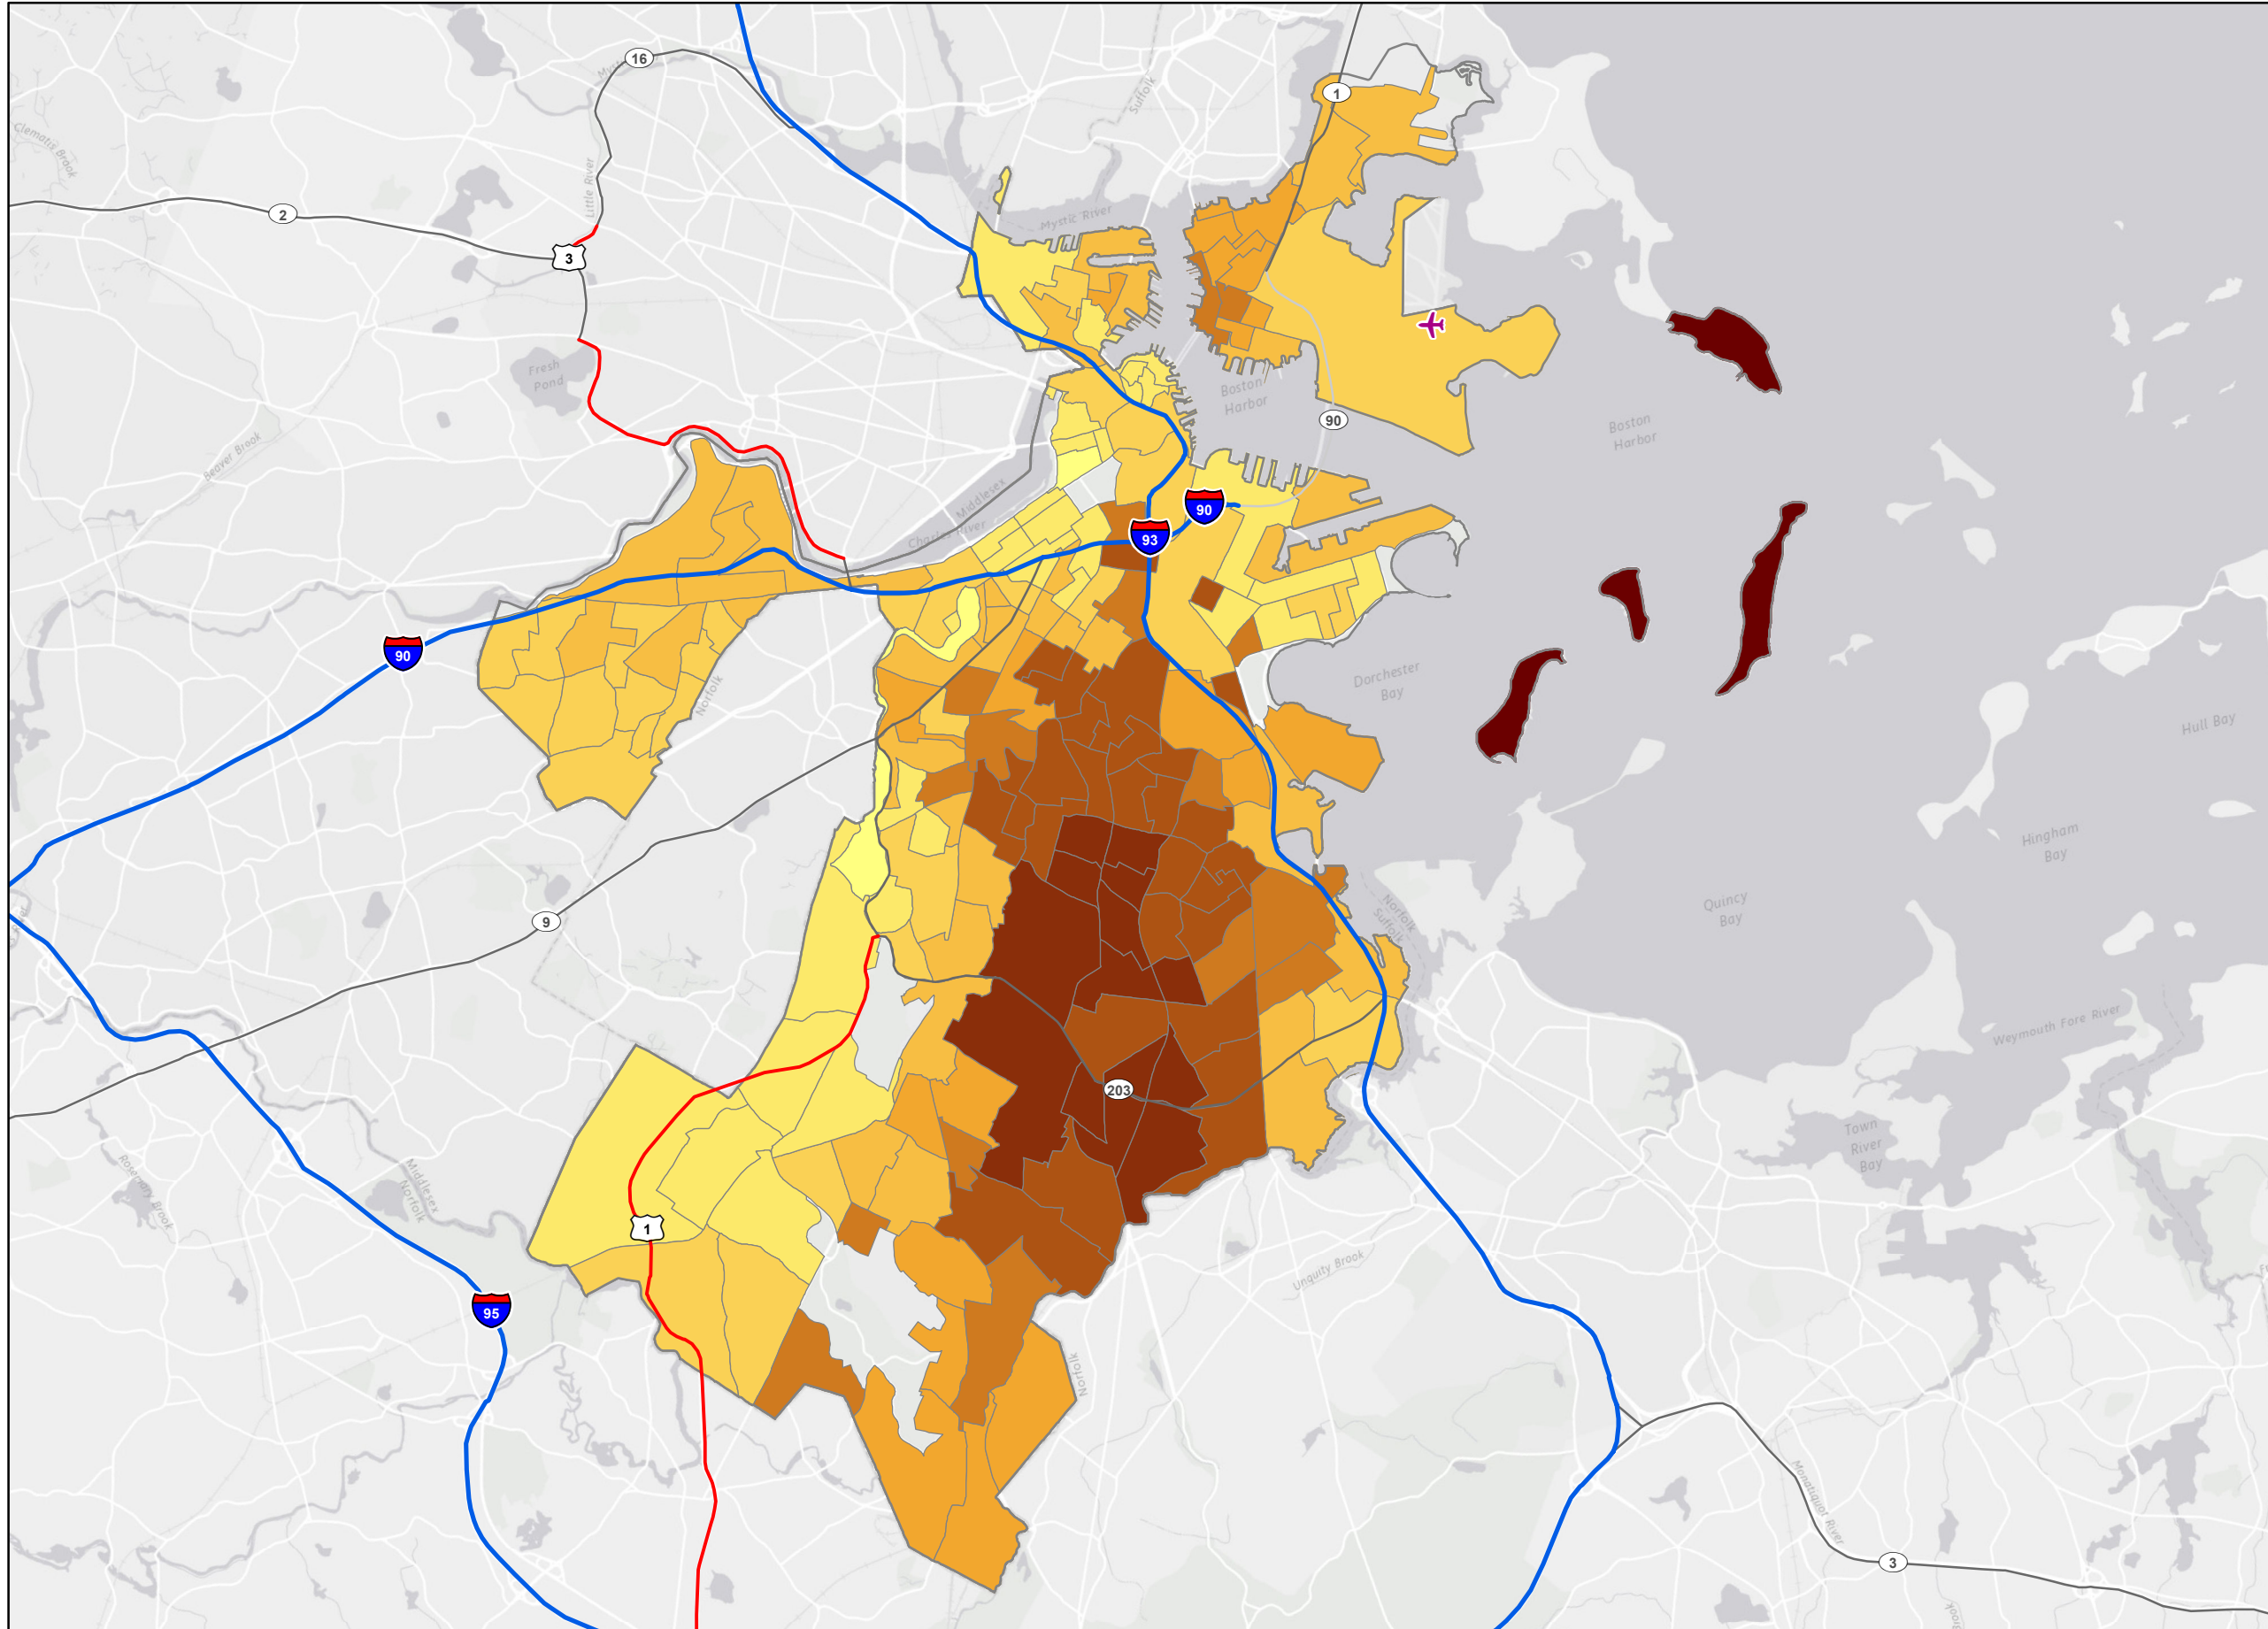 16
Suffolk
1
Clematis Brook
Little River
2
Mystic River
3
Fresh
Pond
Boston
Harbor
90
Boston
Harbor
Beaver Brook
Middlesex
Charles River
90
93
90
Norfolk
Dorchester
Bay
Hull Bay
Hingham
Bay
Quincy
Bay
Norfolk
Suffolk
9
Weymouth Fore River
203
Town
River
Bay
Rosemary Brook
Middlesex
Norfolk
1
Unquity Brook
95
Norfolk
Monatiquot River
3